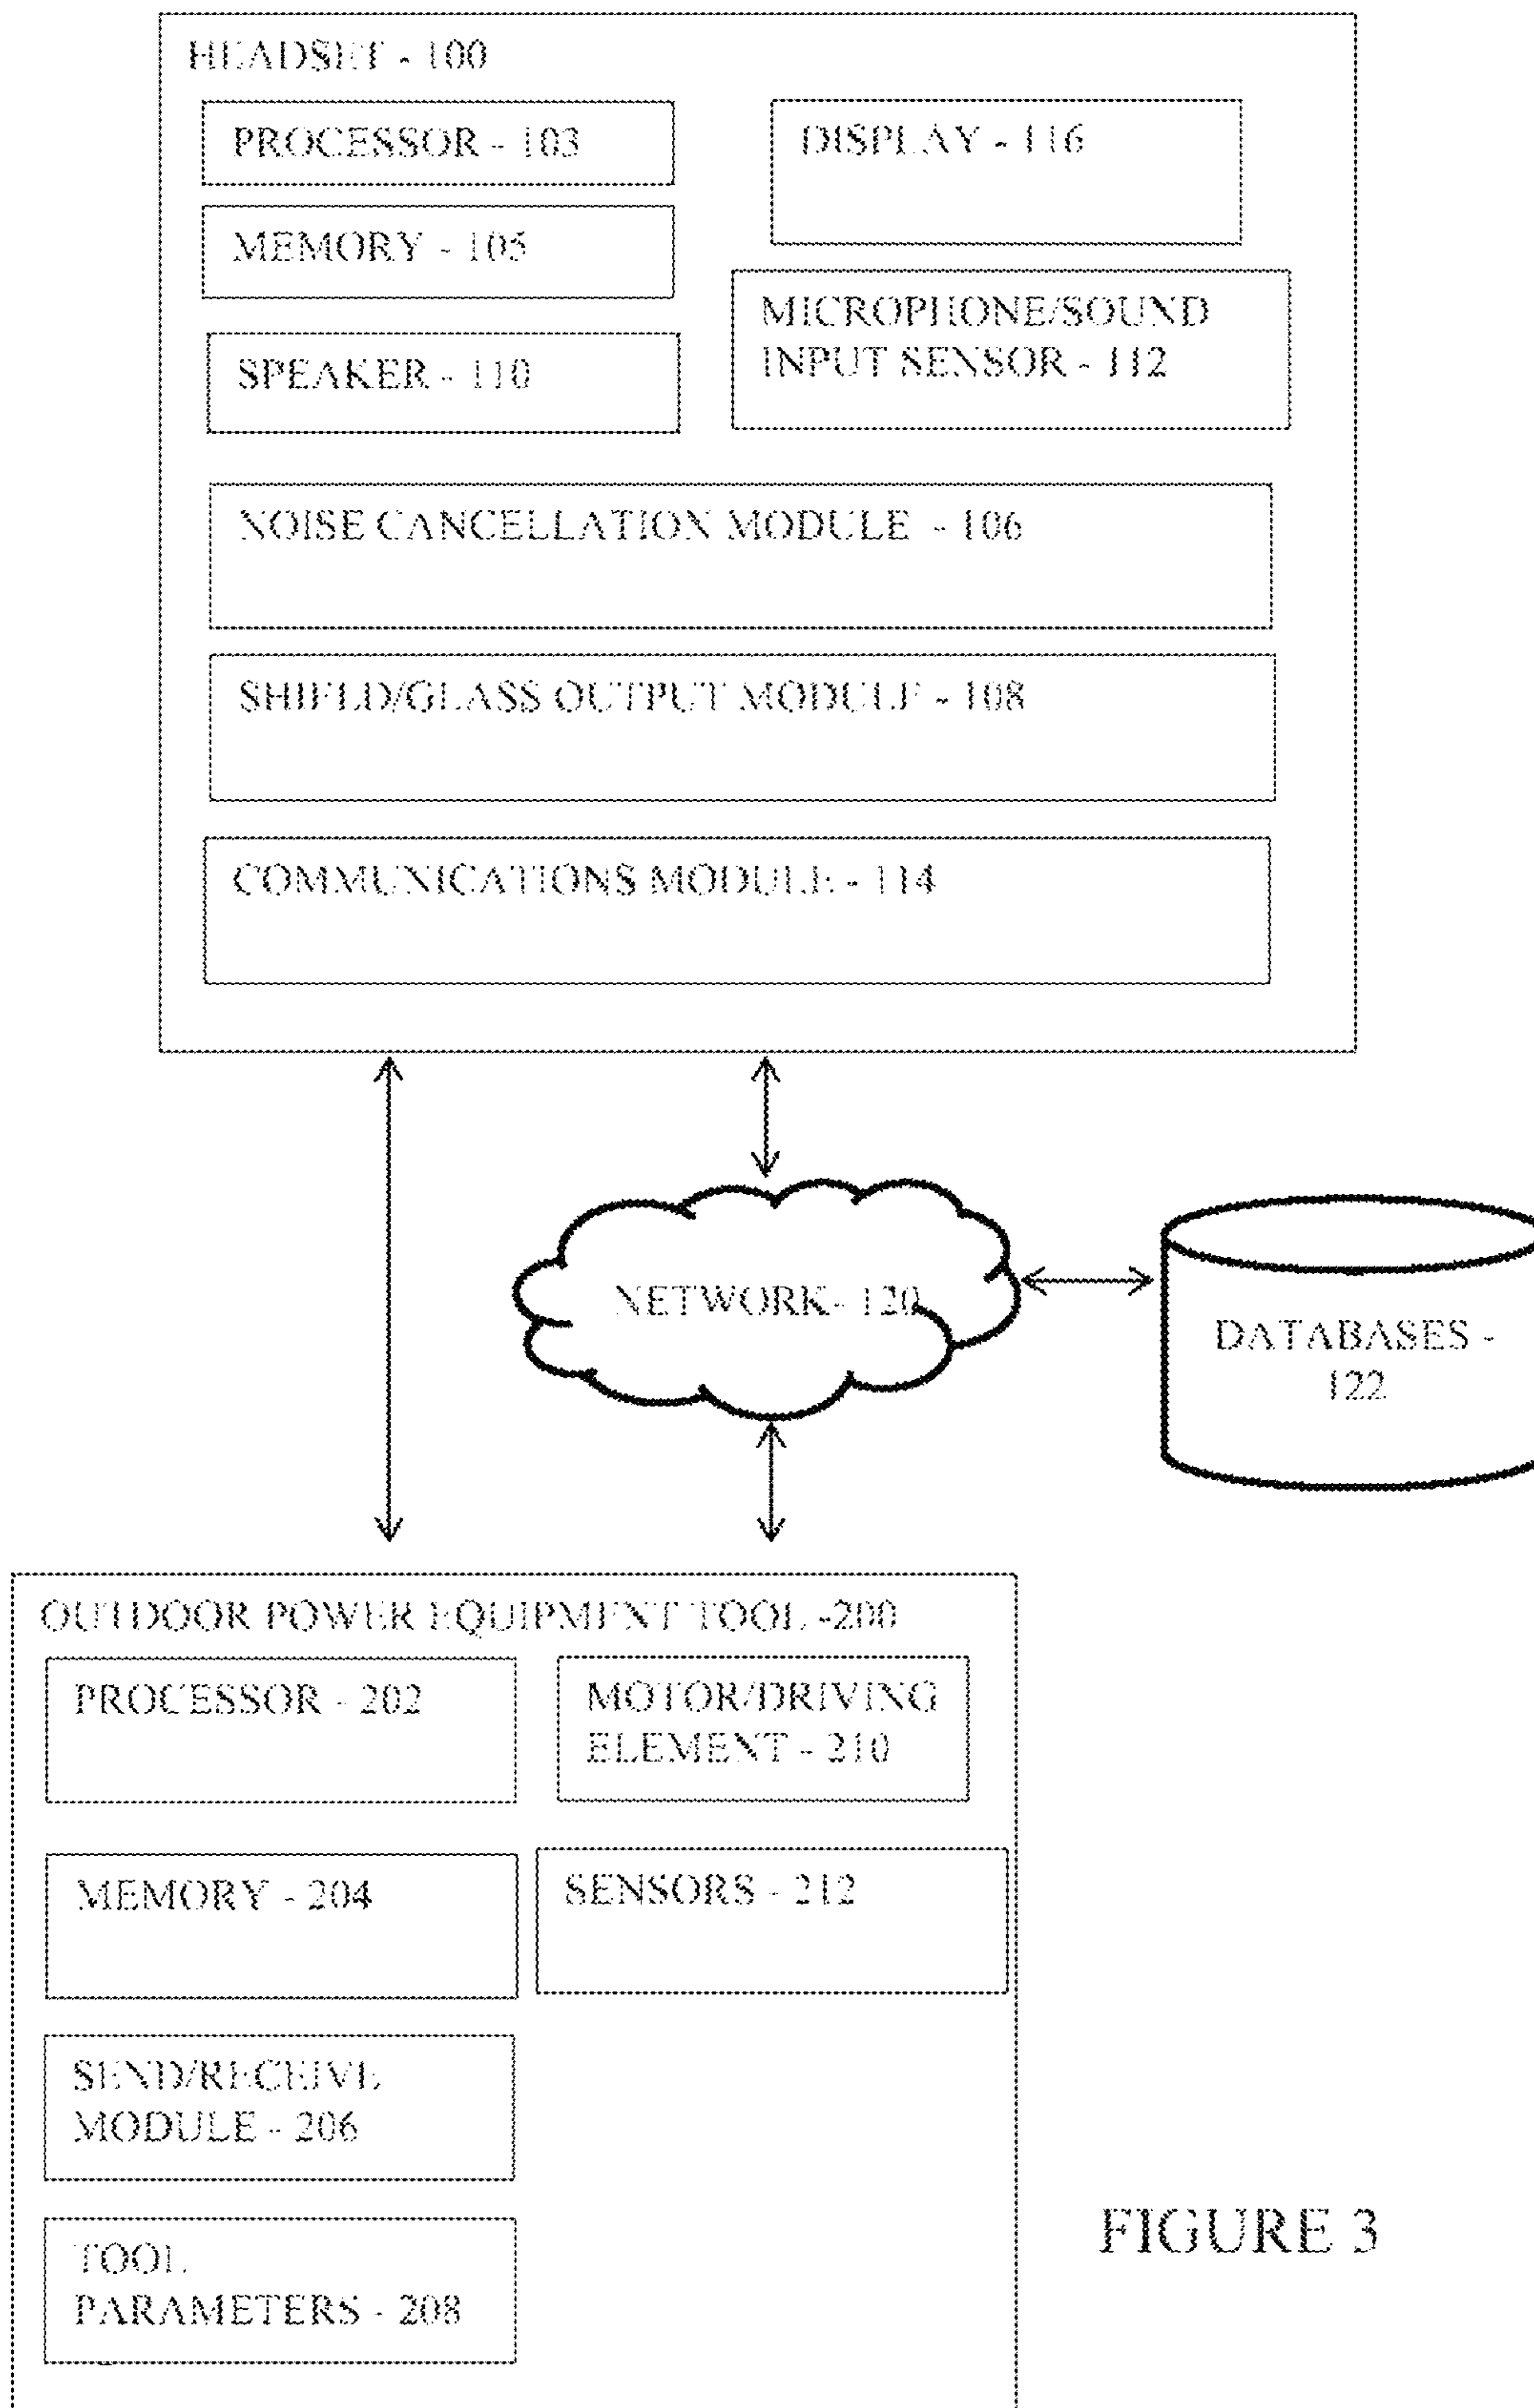 HEADSET - 100
PROCESSOR - 103
DISPLAY - 116
MEMORY - 105
MICROPHONE/SOUND
INPUT SENSOR - 112
SPEAKER - 110
NOISE CANCELLATION MODULE - 106
SHIELD/GLASS OUTPUT MODULE - 108
COMMUNICATIONS MODULE - 114
NETWORK- 120
DATABASES -
122
OUTDOOR POWER EQUIPMENT TOOL -200
PROCESSOR - 202
MOTOR/DRIVING
ELEMENT - 210
MEMORY - 204
SENSORS - 212
SEND/RECEIVE
MODULE - 206
TOOL
PARAMETERS - 208
FIGURE 3